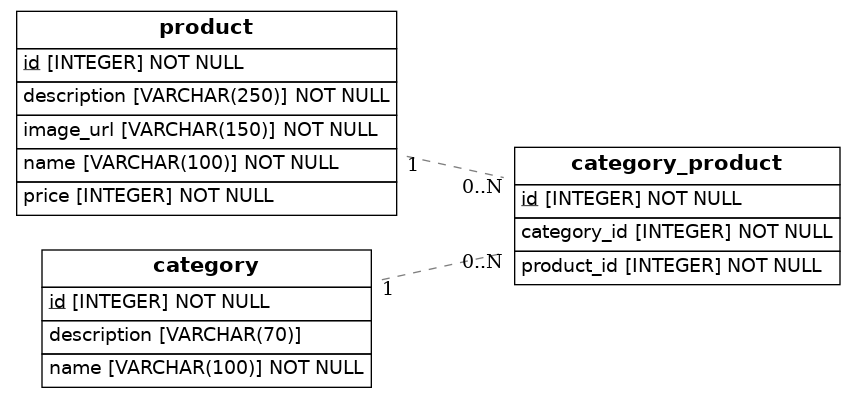 product
id [INTEGER] NOT NULL
description [VARCHAR(250)] NOT NULL
image_url [VARCHAR(150)] NOT NULL
name [VARCHAR(100)] NOT NULL
price [INTEGER] NOT NULL
1
0..N
category_product
id [INTEGER] NOT NULL
category_id [INTEGER] NOT NULL
product_id [INTEGER] NOT NULL
category
id [INTEGER] NOT NULL
description [VARCHAR(70)]
name [VARCHAR(100)] NOT NULL
1
0..N